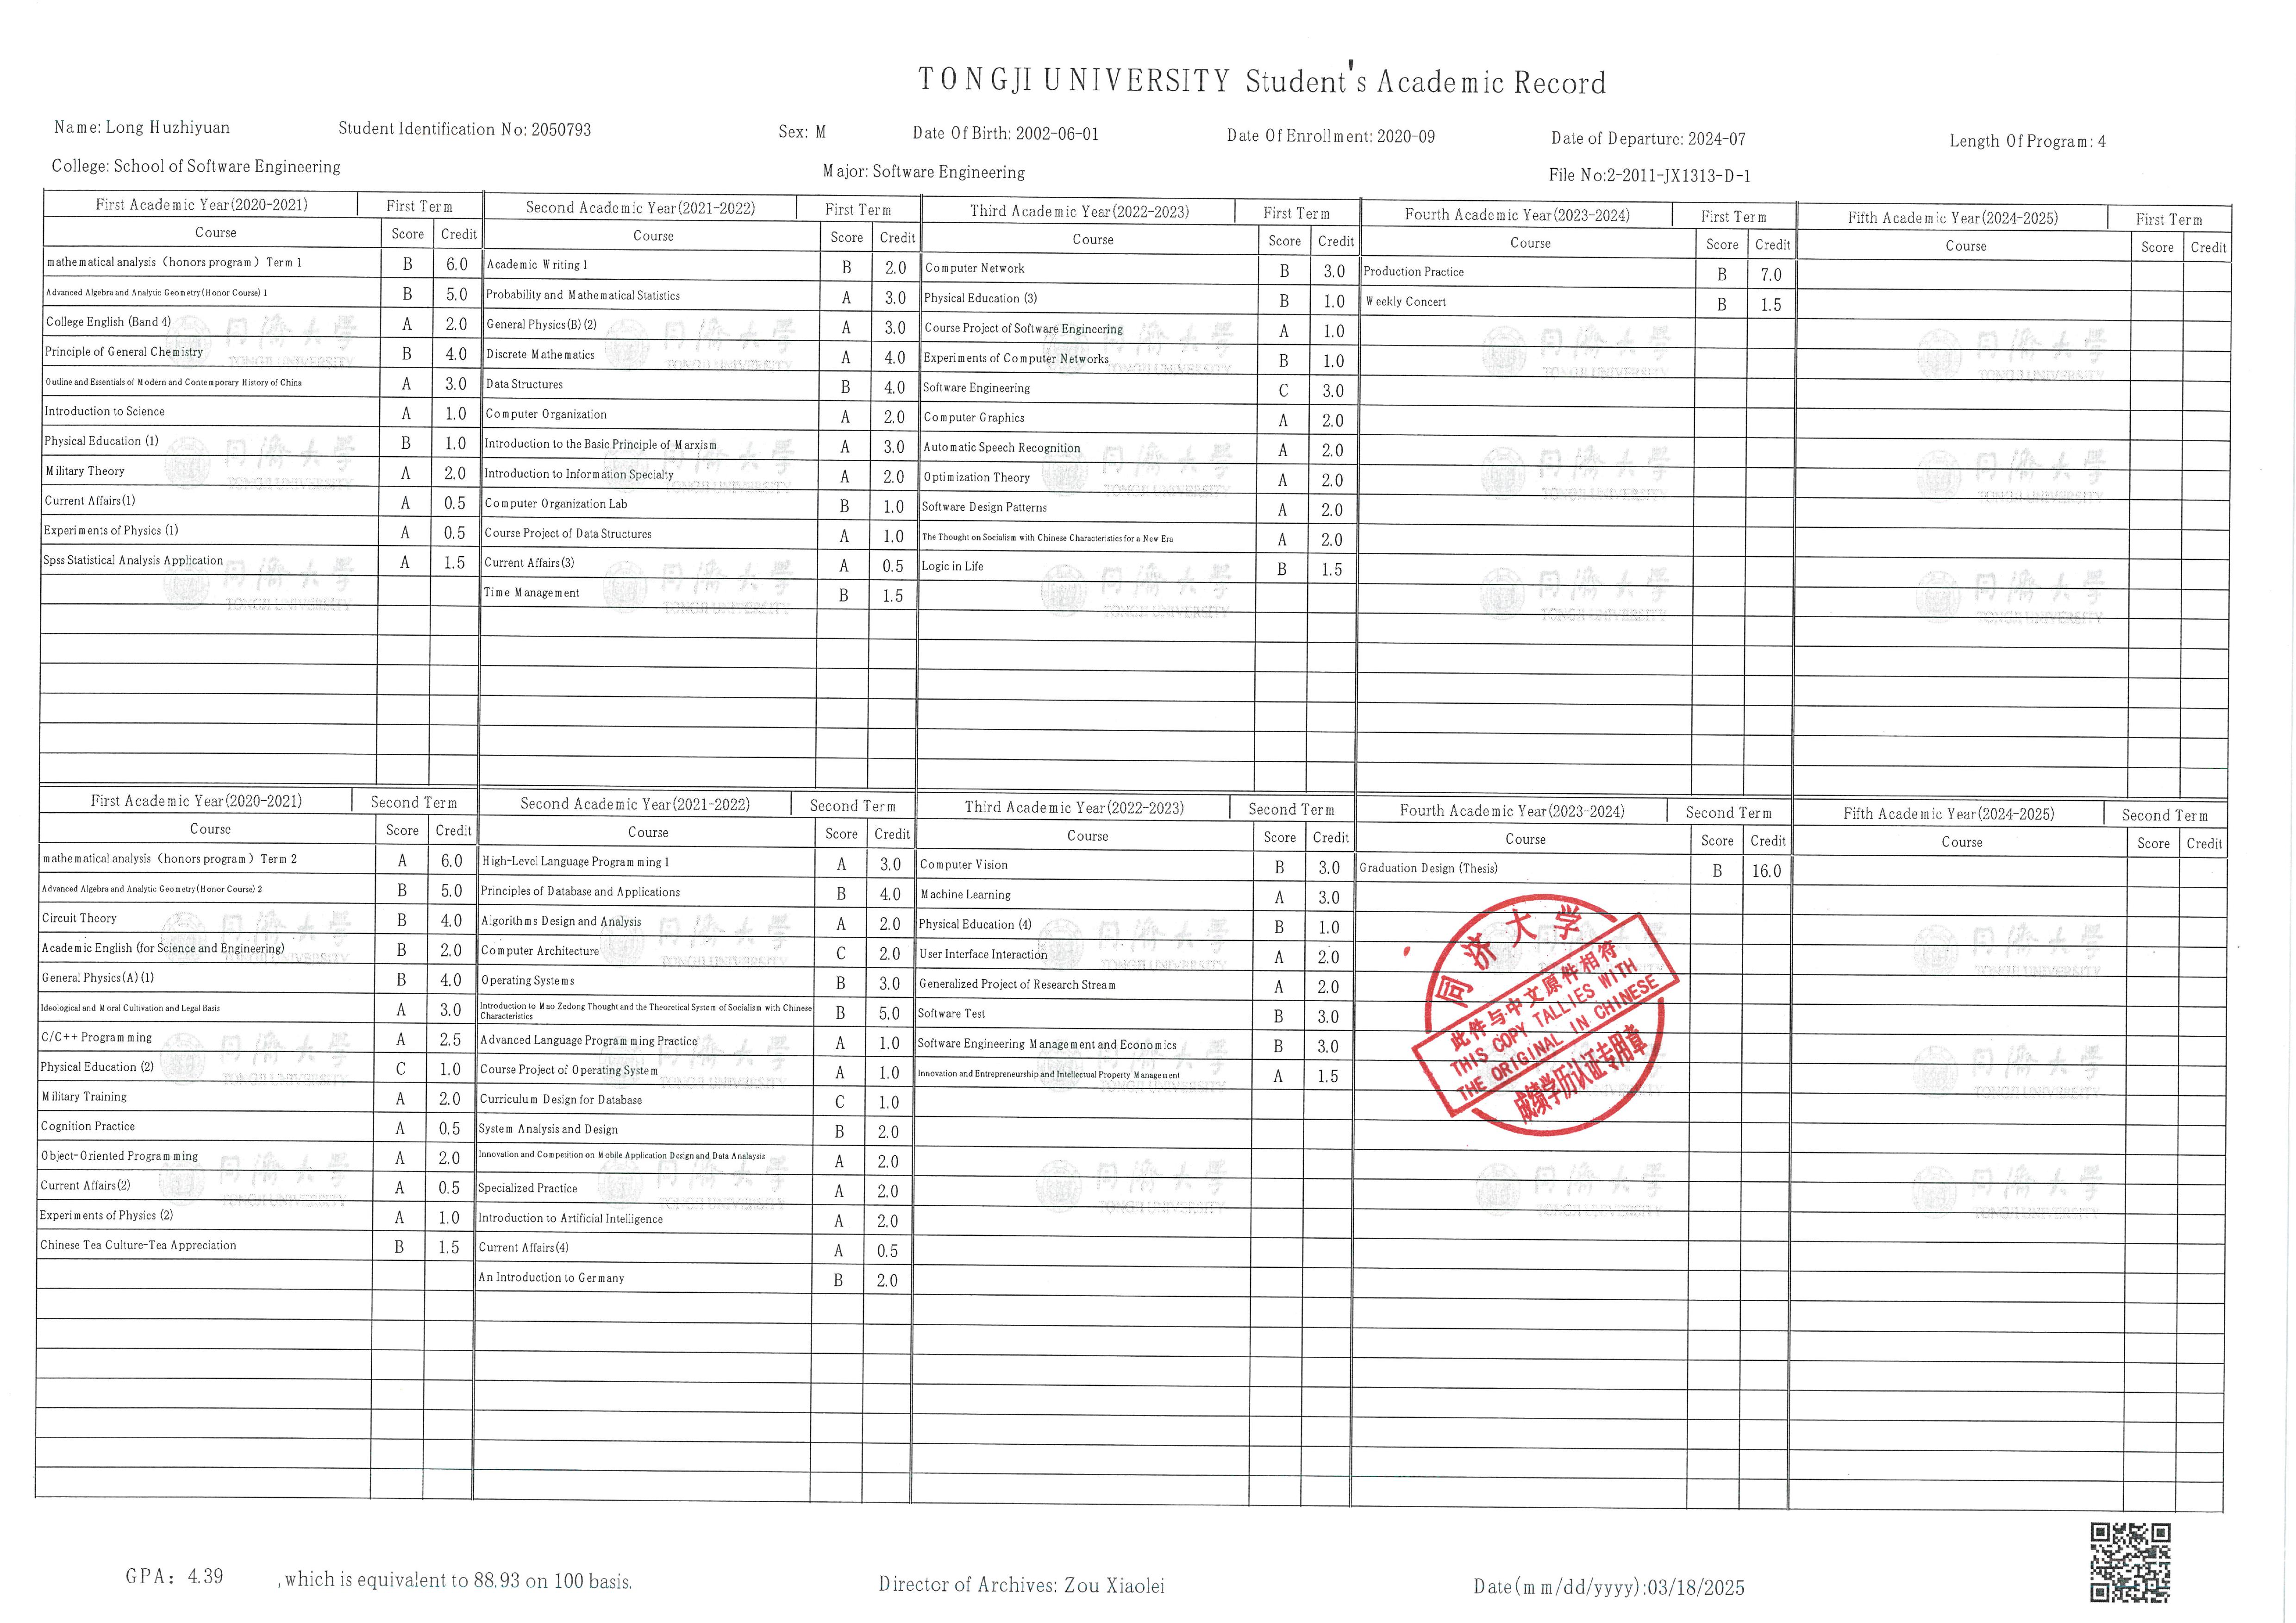 TONGJI UNIVERSITY Student's Academic Record
Name: Long Huzhiyuan Student Identification No: 2050793 Sex: M Date Of Birth: 2002-06-01 Date Of Enrollment: 2020-09 Date of Departure: 2024-07 Length Of Program: 4
College: School of Software Engineering Major: Software Engineering File No:2-2011-JX1313-D-1
First Academic Year(2020-2021) First Term
Course Score Credit
mathematical analysis (honors program) Term 1 B 6.0
Advanced Algebra and Analytic Geometry(Honor Course) 1 B 5.0
College English (Band 4) A 2.0
Principle of General Chemistry B 4.0
Outline and Essentials of Modern and Contemporary History of China A 3.0
Introduction to Science A 1.0
Physical Education (1) B 1.0
Military Theory A 2.0
Current Affairs(1) A 0.5
Experiments of Physics (1) A 0.5
Spss Statistical Analysis Application A 1.5
Second Academic Year(2021-2022) First Term
Course Score Credit
Academic Writing 1 B 2.0
Probability and Mathematical Statistics A 3.0
General Physics(B)(2) A 3.0
Discrete Mathematics A 4.0
Data Structures B 4.0
Computer Organization A 2.0
Introduction to the Basic Principle of Marxism A 3.0
Introduction to Information Specialty A 2.0
Computer Organization Lab B 1.0
Course Project of Data Structures A 1.0
Current Affairs(3) A 0.5
Time Management B 1.5
Third Academic Year(2022-2023) First Term
Course Score Credit
Computer Network B 3.0
Physical Education (3) B 1.0
Course Project of Software Engineering A 1.0
Experiments of Computer Networks B 1.0
Software Engineering C 3.0
Computer Graphics A 2.0
Automatic Speech Recognition A 2.0
Optimization Theory A 2.0
Software Design Patterns A 2.0
The Thought on Socialism with Chinese Characteristics for a New Era A 2.0
Logic in Life B 1.5
Fourth Academic Year(2023-2024) First Term
Course Score Credit
Production Practice B 7.0
Weekly Concert B 1.5
Fifth Academic Year(2024-2025) First Term
Course Score Credit
First Academic Year(2020-2021) Second Term
Course Score Credit
mathematical analysis (honors program) Term 2 A 6.0
Advanced Algebra and Analytic Geometry(Honor Course) 2 B 5.0
Circuit Theory B 4.0
Academic English (for Science and Engineering) B 2.0
General Physics(A)(1) B 4.0
Ideological and Moral Cultivation and Legal Basis A 3.0
C/C++ Programming A 2.5
Physical Education (2) C 1.0
Military Training A 2.0
Cognition Practice A 0.5
Object-Oriented Programming A 2.0
Current Affairs(2) A 0.5
Experiments of Physics (2) A 1.0
Chinese Tea Culture-Tea Appreciation B 1.5
Second Academic Year(2021-2022) Second Term
Course Score Credit
High-Level Language Programming 1 A 3.0
Principles of Database and Applications B 4.0
Algorithms Design and Analysis A 2.0
Computer Architecture C 2.0
Operating Systems B 3.0
Introduction to Mao Zedong Thought and the Theoretical System of Socialism with Chinese
Characteristics B 5.0
Advanced Language Programming Practice A 1.0
Course Project of Operating System A 1.0
Curriculum Design for Database C 1.0
System Analysis and Design B 2.0
Innovation and Competition on Mobile Application Design and Data Analaysis A 2.0
Specialized Practice A 2.0
Introduction to Artificial Intelligence A 2.0
Current Affairs(4) A 0.5
An Introduction to Germany B 2.0
Third Academic Year(2022-2023) Second Term
Course Score Credit
Computer Vision B 3.0
Machine Learning A 3.0
Physical Education (4) B 1.0
User Interface Interaction A 2.0
Generalized Project of Research Stream A 2.0
Software Test B 3.0
Software Engineering Management and Economics B 3.0
Innovation and Entrepreneurship and Intellectual Property Management A 1.5
Fourth Academic Year(2023-2024) Second Term
Course Score Credit
Graduation Design (Thesis) B 16.0
同济大学
此件与中文原件相符
THIS COPY TALLIES WITH
THE ORIGINAL IN CHINESE
成绩学历认证专用章
Fifth Academic Year(2024-2025) Second Term
Course Score Credit
GPA: 4.39 ,which is equivalent to 88.93 on 100 basis. Director of Archives: Zou Xiaolei Date(mm/dd/yyyy):03/18/2025